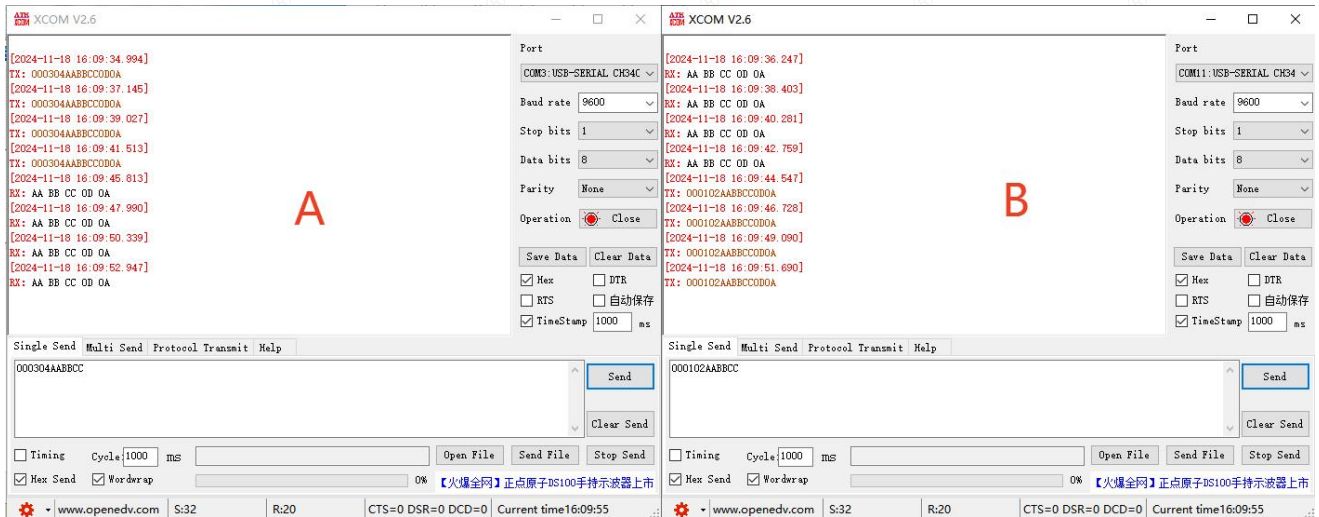 XCOM V2.6
[2024-11-18 16:09:34.994]
TX: 000304AABBCC0D0A
[2024-11-18 16:09:37.145]
TX: 000304AABBCC0D0A
[2024-11-18 16:09:39.027]
TX: 000304AABBCC0D0A
[2024-11-18 16:09:41.513]
TX: 000304AABBCC0D0A
[2024-11-18 16:09:45.813]
RX: AA BB CC 0D 0A
[2024-11-18 16:09:47.990]
RX: AA BB CC 0D 0A
[2024-11-18 16:09:50.339]
RX: AA BB CC 0D 0A
[2024-11-18 16:09:52.947]
RX: AA BB CC 0D 0A
A
Port
COM3:USB-SERIAL CH34C
Baud rate 9600
Stop bits 1
Data bits 8
Parity None
Operation Close
Save Data Clear Data
Hex DTR
RTS 自动保存
TimeStamp 1000 ms
Single Send Multi Send Protocol Transmit Help
000304AABBCC
Send
Clear Send
Timing Cycle: 1000 ms Open File Send File Stop Send
Hex Send Wordwrap 0% 【火爆全网】正点原子DS100手持示波器上市
www.openedv.com S:32 R:20 CTS=0 DSR=0 DCD=0 Current time16:09:55
XCOM V2.6
[2024-11-18 16:09:36.247]
RX: AA BB CC 0D 0A
[2024-11-18 16:09:38.403]
RX: AA BB CC 0D 0A
[2024-11-18 16:09:40.281]
RX: AA BB CC 0D 0A
[2024-11-18 16:09:42.759]
RX: AA BB CC 0D 0A
[2024-11-18 16:09:44.547]
TX: 000102AABBCC0D0A
[2024-11-18 16:09:46.728]
TX: 000102AABBCC0D0A
[2024-11-18 16:09:49.090]
TX: 000102AABBCC0D0A
[2024-11-18 16:09:51.690]
TX: 000102AABBCC0D0A
B
Port
COM11:USB-SERIAL CH34
Baud rate 9600
Stop bits 1
Data bits 8
Parity None
Operation Close
Save Data Clear Data
Hex DTR
RTS 自动保存
TimeStamp 1000 ms
Single Send Multi Send Protocol Transmit Help
000102AABBCC
Send
Clear Send
Timing Cycle: 1000 ms Open File Send File Stop Send
Hex Send Wordwrap 0% 【火爆全网】正点原子DS100手持示波器上市
www.openedv.com S:32 R:20 CTS=0 DSR=0 DCD=0 Current time16:09:55